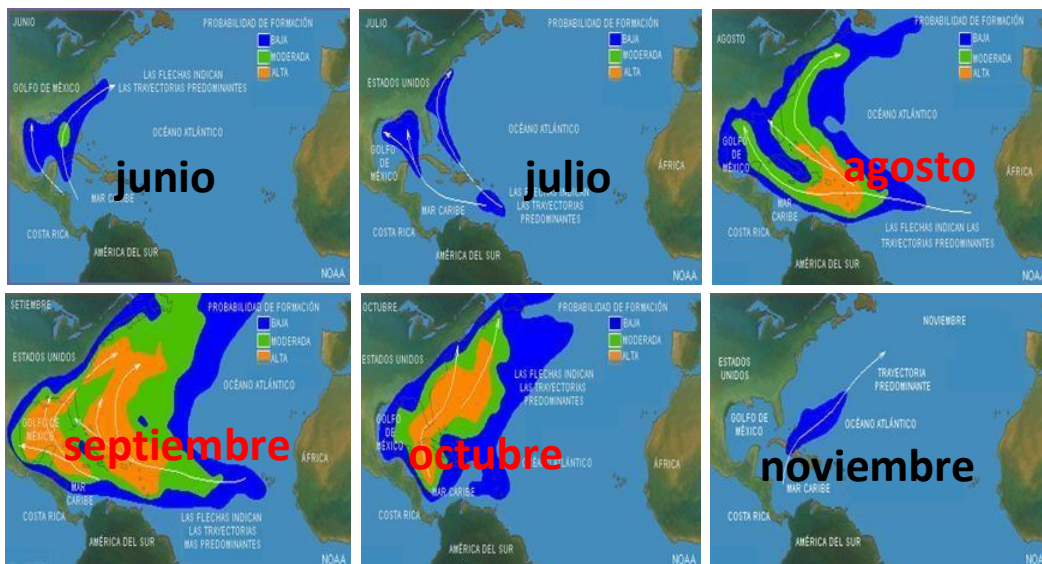 JUNIO
PROBABILIDAD DE FORMACIÓN
BAJA
MODERADA
ALTA
LAS FLECHAS INDICAN
LAS TRAYECTORIAS PREDOMINANTES
GOLFO DE MÉXICO
OCÉANO ATLÁNTICO
junio
MAR CARIBE
COSTA RICA
AMÉRICA DEL SUR
NOAA
JULIO
PROBABILIDAD DE FORMACIÓN
BAJA
MODERADA
ALTA
ESTADOS UNIDOS
OCÉANO ATLÁNTICO
GOLFO
DE
MÉXICO
julio
LAS FLECHAS INDICAN
LAS TRAYECTORIAS
PREDOMINANTES
MAR CARIBE
COSTA RICA
AMÉRICA DEL SUR
NOAA
AGOSTO
PROBABILIDAD DE FORMACIÓN
BAJA
MODERADA
ALTA
OCÉANO ATLÁNTICO
GOLFO
DE
MÉXICO
agosto
ÁFRICA
MAR
CARIBE
LAS FLECHAS INDICAN LAS
TRAYECTORIAS PREDOMINANTES
COSTA RICA
AMÉRICA DEL SUR
NOAA
SETIEMBRE
PROBABILIDAD DE FORMACIÓN
BAJA
MODERADA
ALTA
ESTADOS UNIDOS
OCÉANO ATLÁNTICO
GOLFO DE
MÉXICO
septiembre
ÁFRICA
MAR
CARIBE
COSTA RICA
LAS FLECHAS INDICAN
LAS TRAYECTORIAS
MAS PREDOMINANTES
AMÉRICA DEL SUR
NOAA
OCTUBRE
PROBABILIDAD DE FORMACIÓN
BAJA
MODERADA
ALTA
ESTADOS UNIDOS
LAS FLECHAS INDICAN
LAS TRAYECTORIAS
PREDOMINANTES
GOLFO
DE
MÉXICO
octubre
OCÉANO ATLÁNTICO
ÁFRICA
MAR CARIBE
COSTA RICA
AMÉRICA DEL SUR
NOAA
NOVIEMBRE
ESTADOS
UNIDOS
TRAYECTORIA
PREDOMINANTE
GOLFO DE
MÉXICO
OCÉANO ATLÁNTICO
noviembre
MAR CARIBE
COSTA RICA
AMÉRICA DEL SUR
NOAA